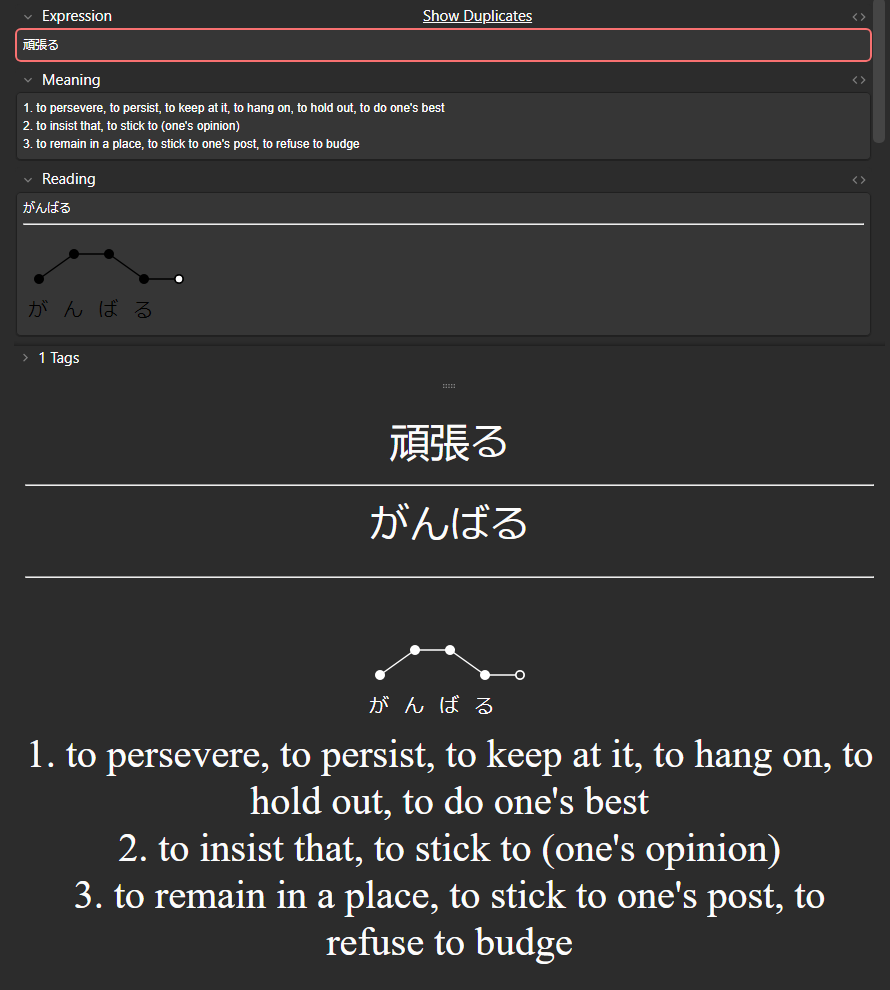 Expression
Show Duplicates
頑張る
Meaning
1. to persevere, to persist, to keep at it, to hang on, to hold out, to do one's best
2. to insist that, to stick to (one's opinion)
3. to remain in a place, to stick to one's post, to refuse to budge
Reading
がんばる
が ん ば る
1 Tags
頑張る
がんばる
が ん ば る
1. to persevere, to persist, to keep at it, to hang on, to
hold out, to do one's best
2. to insist that, to stick to (one's opinion)
3. to remain in a place, to stick to one's post, to
refuse to budge